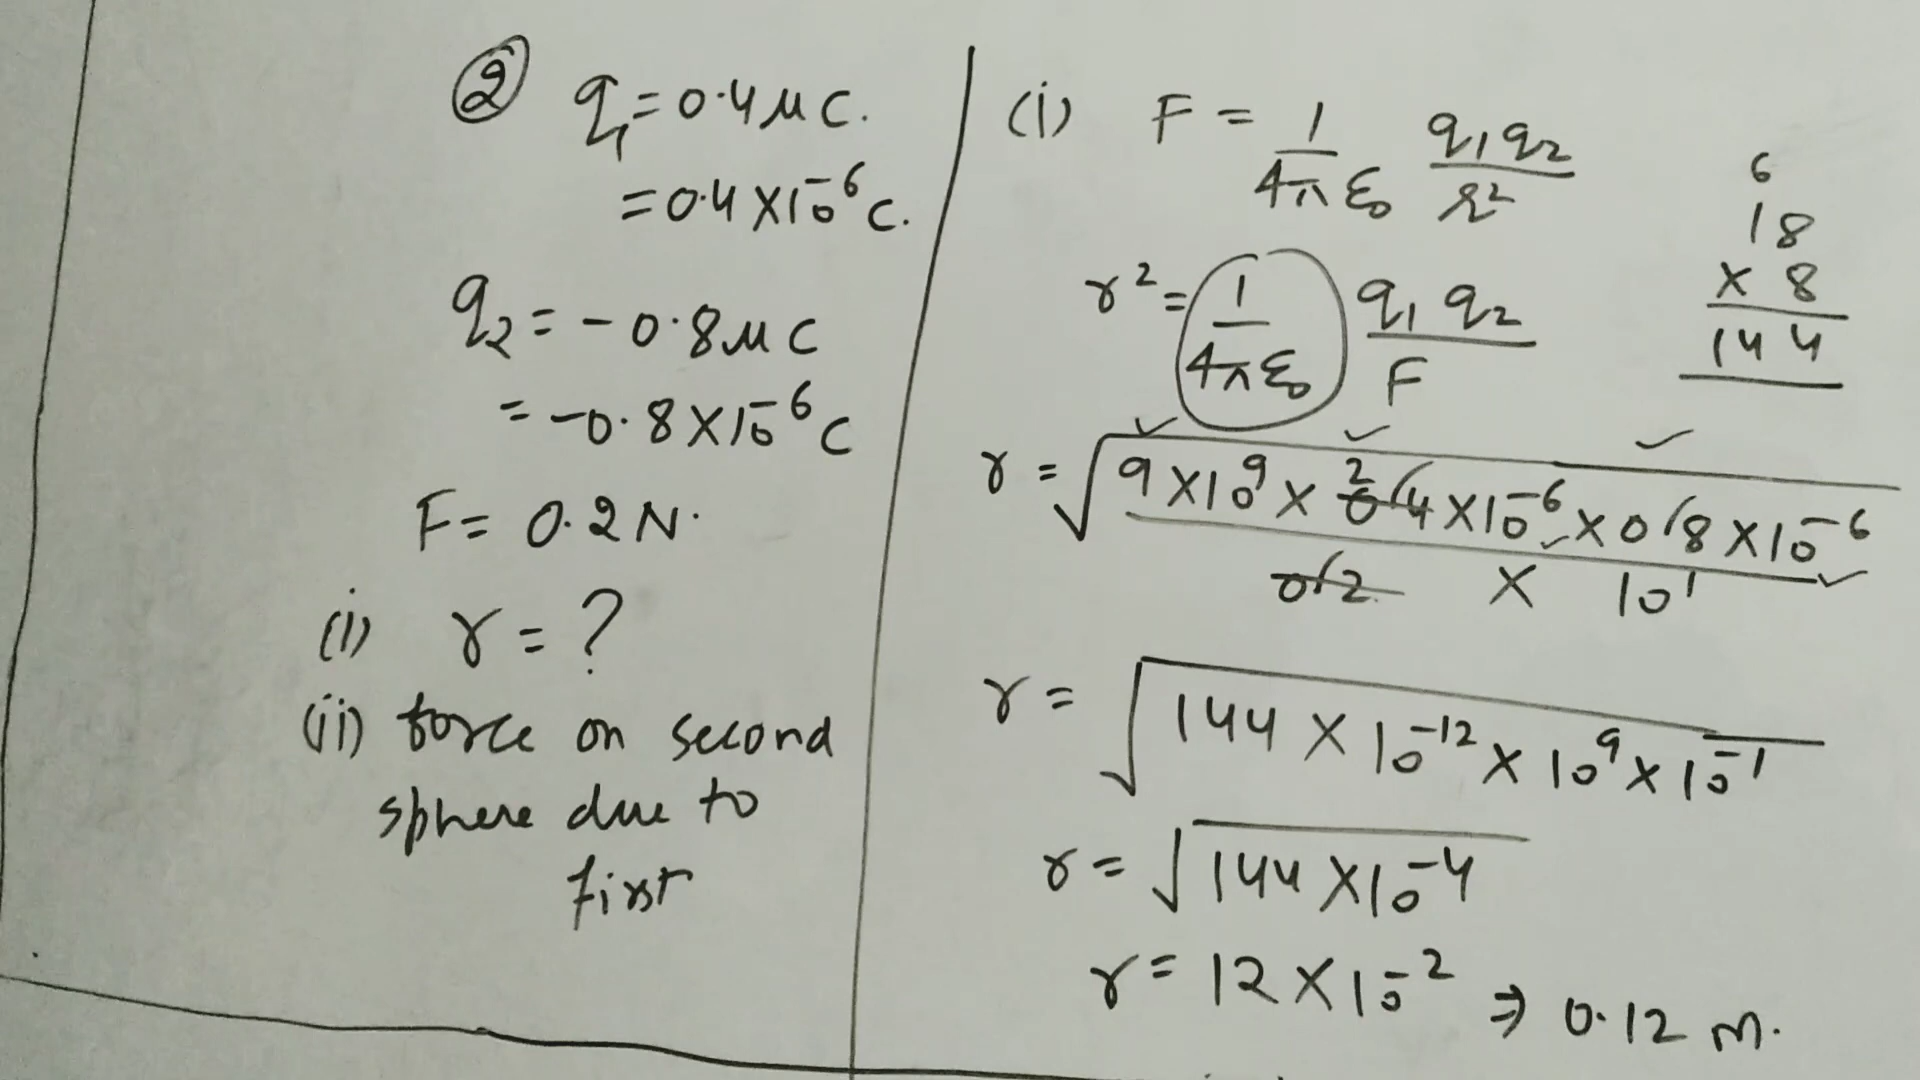 ② q₁ = 0.4 μC.
= 0.4 × 10⁻⁶ C.
q₂ = -0.8 μC
= -0.8 × 10⁻⁶ C
F = 0.2 N.
(i) r = ?
(ii) force on second
sphere due to
first
(i) F = 1/4πε₀ q₁q₂/r²
r² = 1/4πε₀ q₁ q₂/F
r = √(9 × 10⁹ × 0.4 × 10⁻⁶ × 0.8 × 10⁻⁶ / 0.2 × 10¹)
2
r = √(144 × 10⁻¹² × 10⁹ × 10⁻¹)
r = √(144 × 10⁻⁴)
r = 12 × 10⁻² ⇒ 0.12 m.
6
18
× 8
144